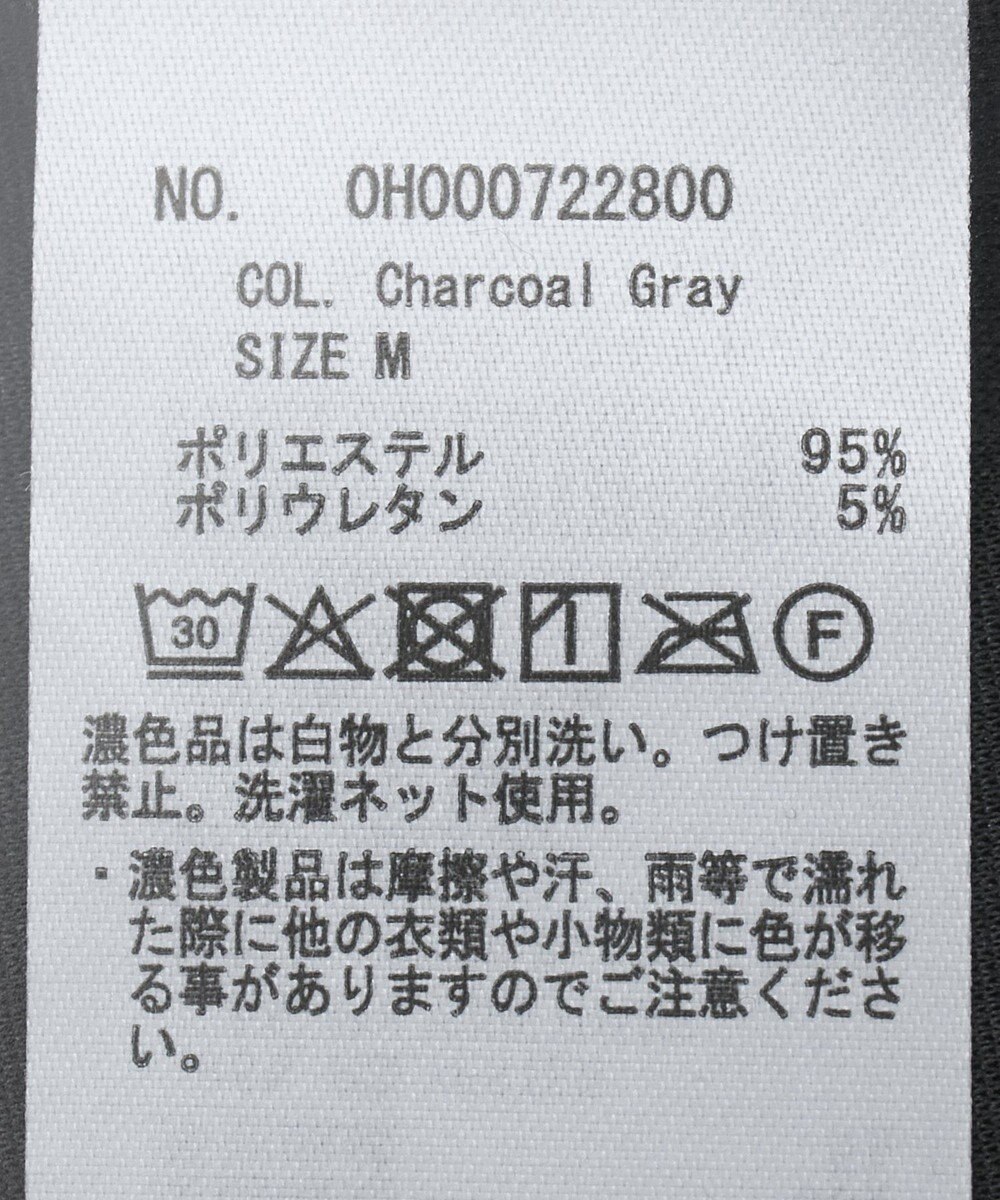 NO. 0H000722800
COL. Charcoal Gray
SIZE M
ポリエステル 95%
ポリウレタン 5%
30 F
濃色品は白物と分別洗い。つけ置き
禁止。洗濯ネット使用。
・濃色製品は摩擦や汗、雨等で濡れ
た際に他の衣類や小物類に色が移
る事がありますのでご注意くださ
い。